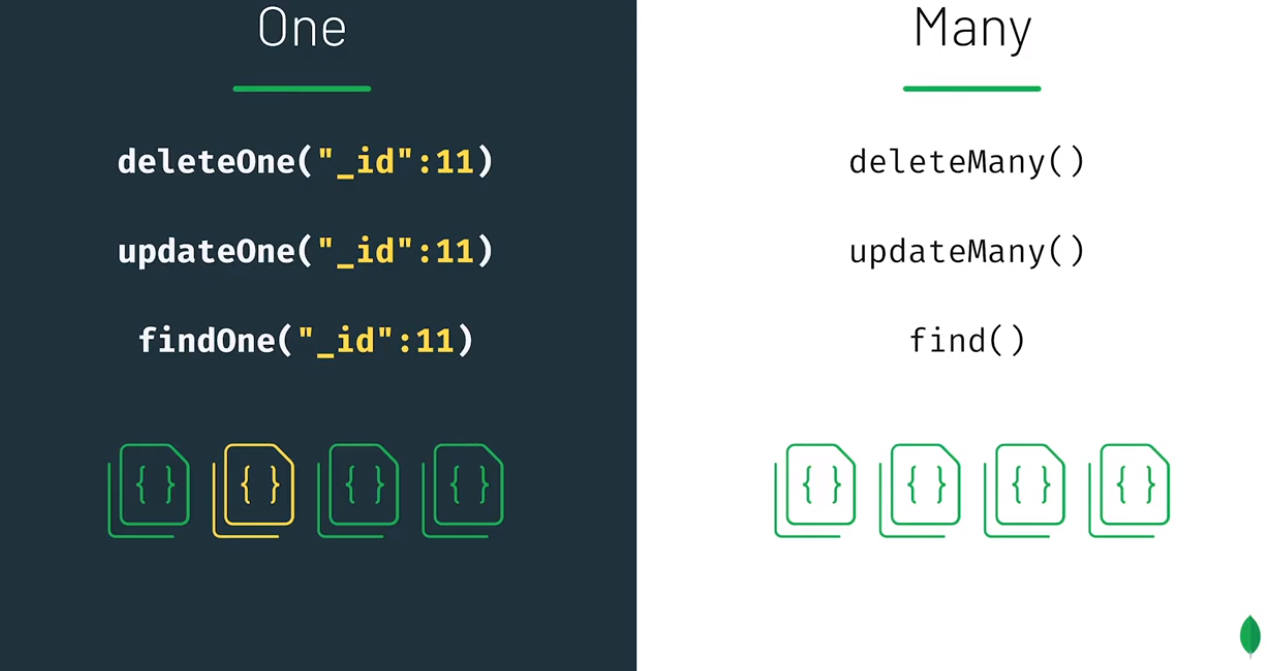 One
deleteOne("_id":11)
updateOne("_id":11)
findOne("_id":11)
{ } { } { } { }
Many
deleteMany()
updateMany()
find()
{ } { } { } { }